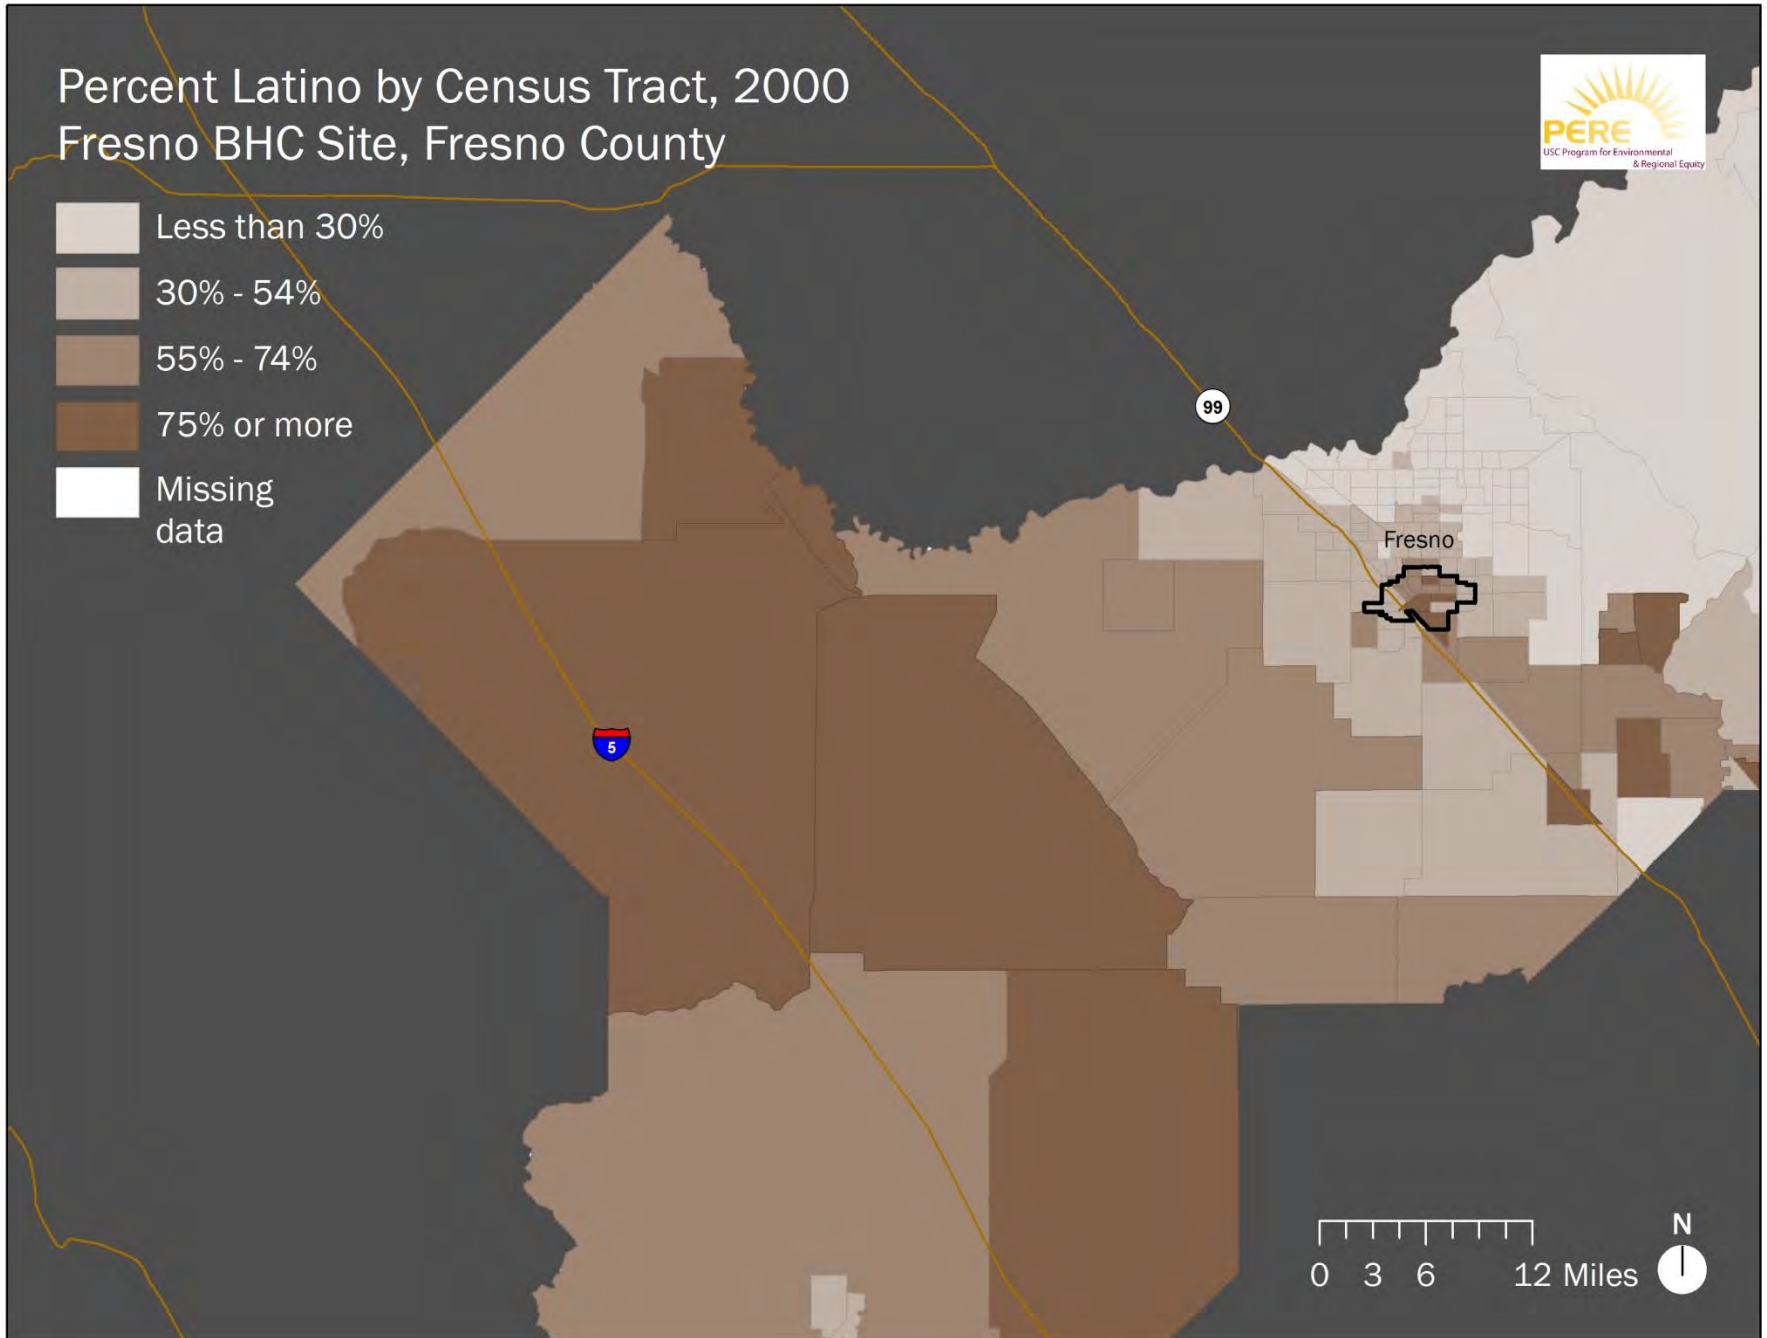 Percent Latino by Census Tract, 2000
Fresno BHC Site, Fresno County
PERE
USC Program for Environmental
& Regional Equity
Less than 30%
30% - 54%
55% - 74%
75% or more
Missing
data
99
Fresno
5
N
0 3 6 12 Miles